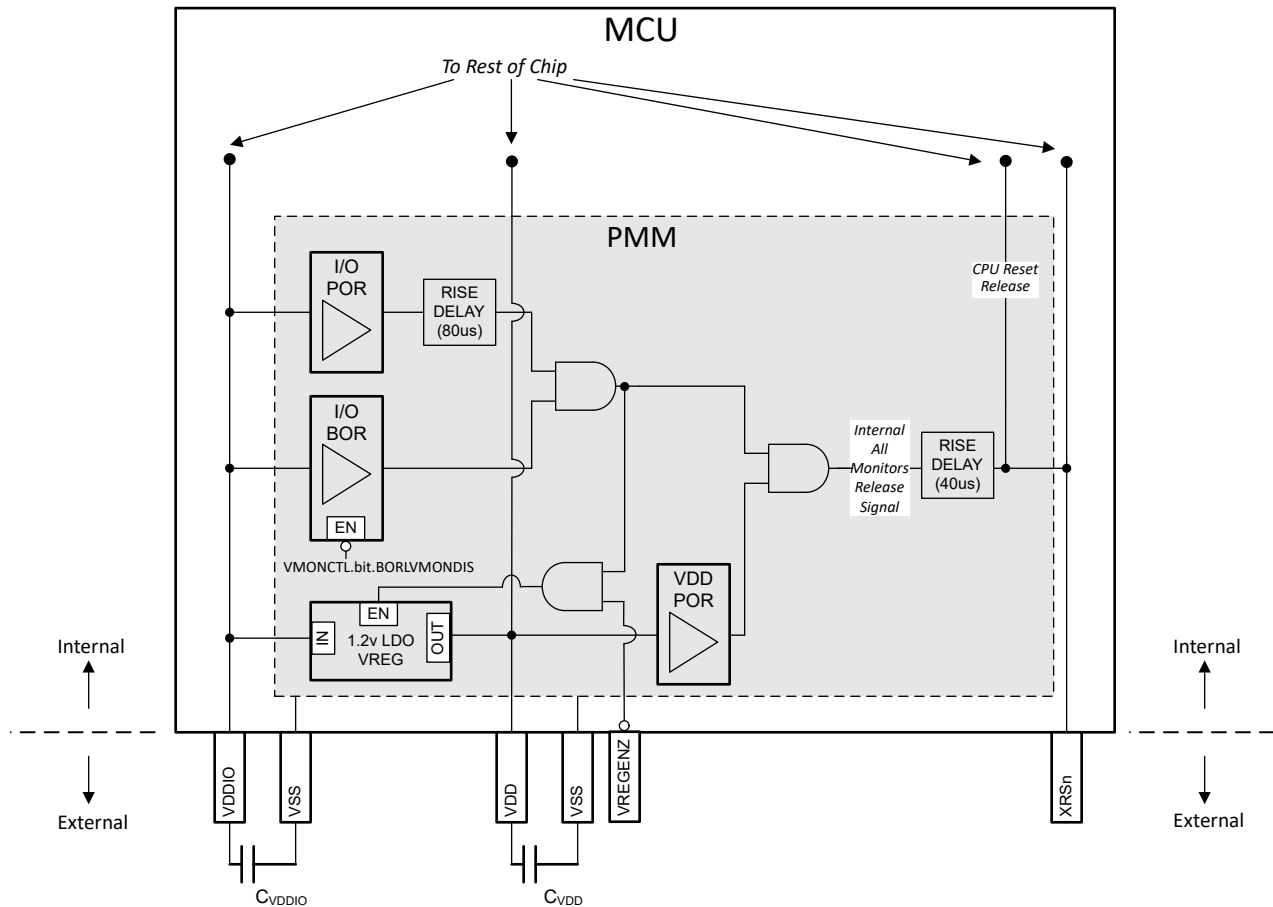 MCU
To Rest of Chip
PMM
I/O
POR
RISE
DELAY
(80us)
CPU Reset
Release
I/O
BOR
EN
VMONCTL.bit.BORLVMONDIS
Internal
All
Monitors
Release
Signal
RISE
DELAY
(40us)
EN
IN
1.2v LDO
VREG
OUT
VDD
POR
Internal
External
Internal
External
VDDIO
VSS
VDD
VSS
VREGENZ
XRSn
CVDDIO
CVDD